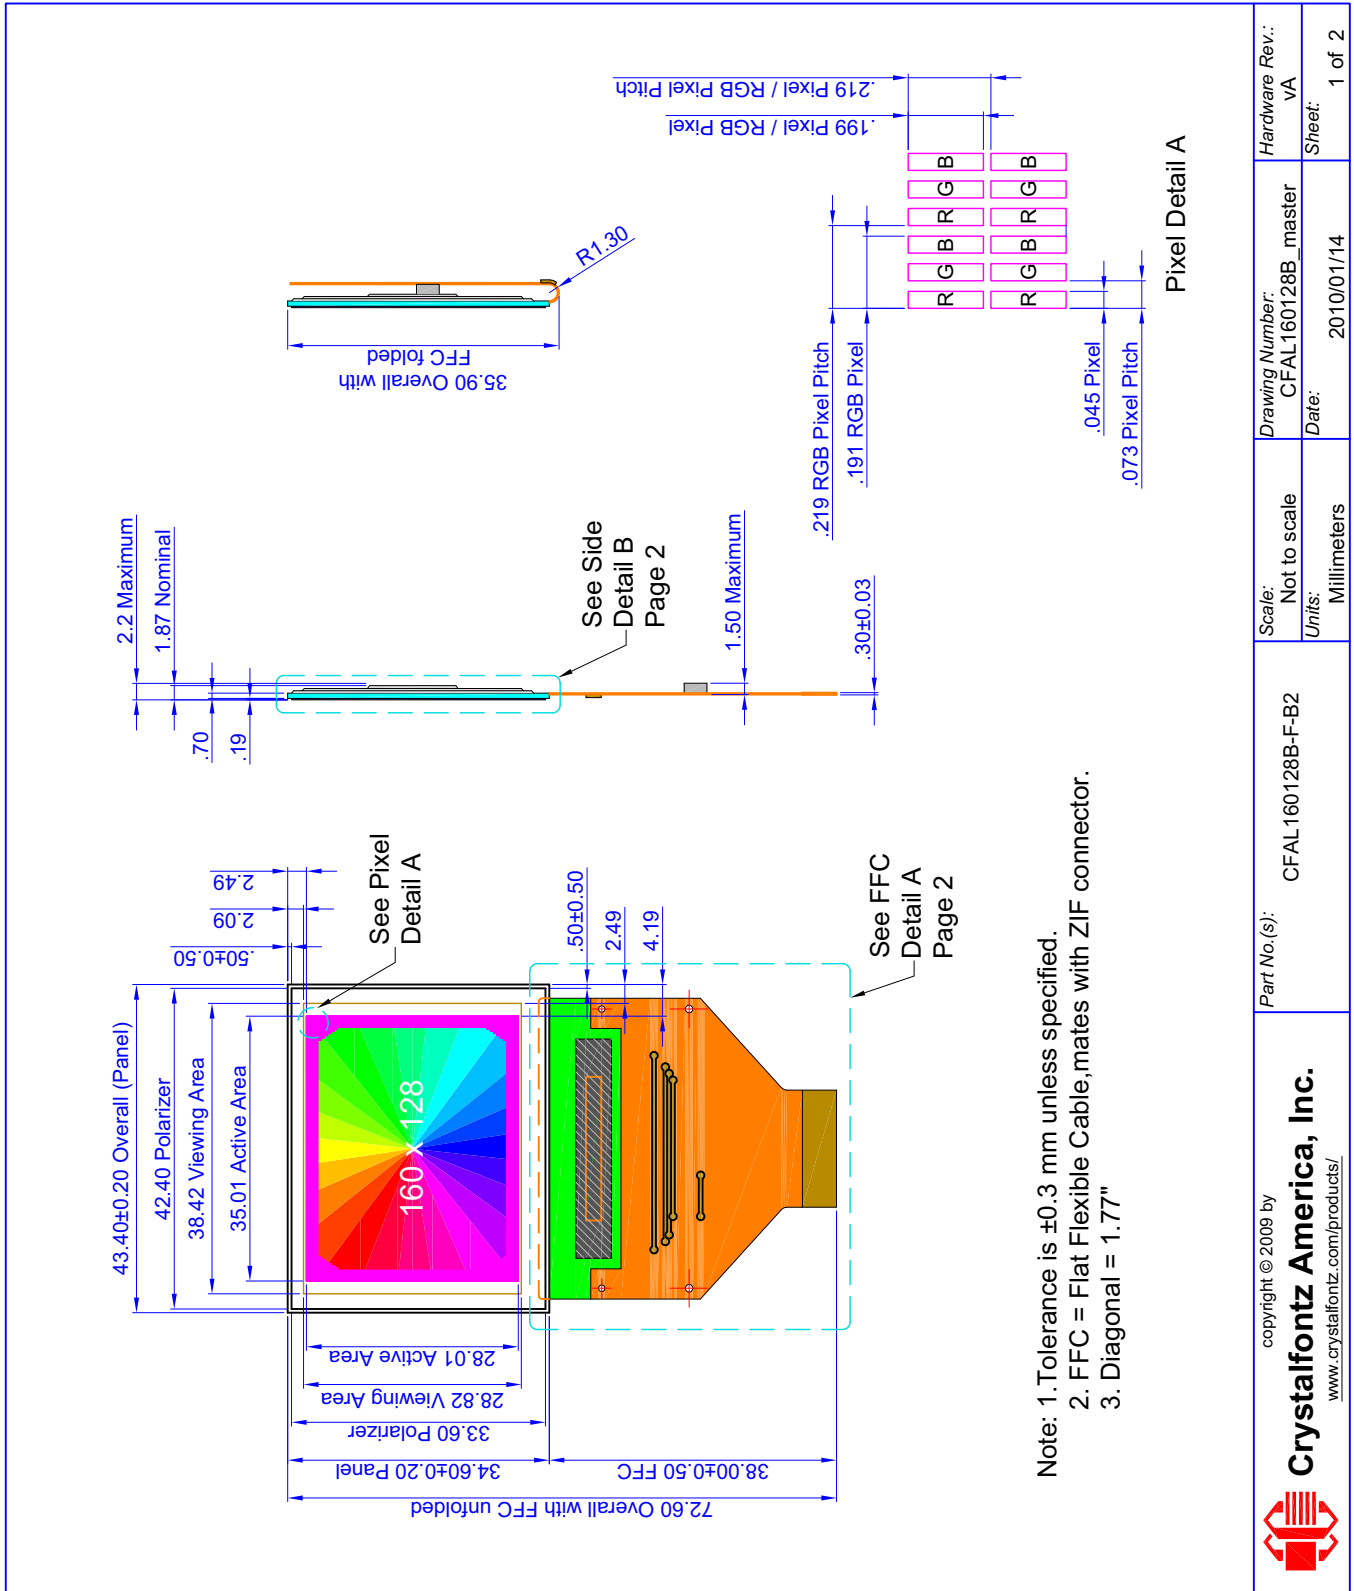 43.40±0.20 Overall (Panel)
42.40 Polarizer
38.42 Viewing Area
35.01 Active Area
.50±0.50
2.09
2.49
See Pixel
Detail A
160 x 128
28.01 Active Area
28.82 Viewing Area
33.60 Polarizer
34.60±0.20 Panel
38.00±0.50 FFC
72.60 Overall with FFC unfolded
.50±0.50
2.49
4.19
See FFC
Detail A
Page 2
2.2 Maximum
1.87 Nominal
.70
.19
See Side
Detail B
Page 2
1.50 Maximum
.30±0.03
35.90 Overall with
FFC folded
R1.30
.219 Pixel / RGB Pixel Pitch
.199 Pixel / RGB Pixel
.219 RGB Pixel Pitch
.191 RGB Pixel
R G B R G B
R G B R G B
.045 Pixel
.073 Pixel Pitch
Pixel Detail A
Note: 1.Tolerance is ±0.3 mm unless specified.
2. FFC = Flat Flexible Cable,mates with ZIF connector.
3. Diagonal = 1.77"
copyright © 2009 by
Crystalfontz America, Inc.
www.crystalfontz.com/products/
Part No.(s):
CFAL160128B-F-B2
Scale:
Not to scale
Units:
Millimeters
Drawing Number:
CFAL160128B_master
Date:
2010/01/14
Hardware Rev.:
vA
Sheet:
1 of 2